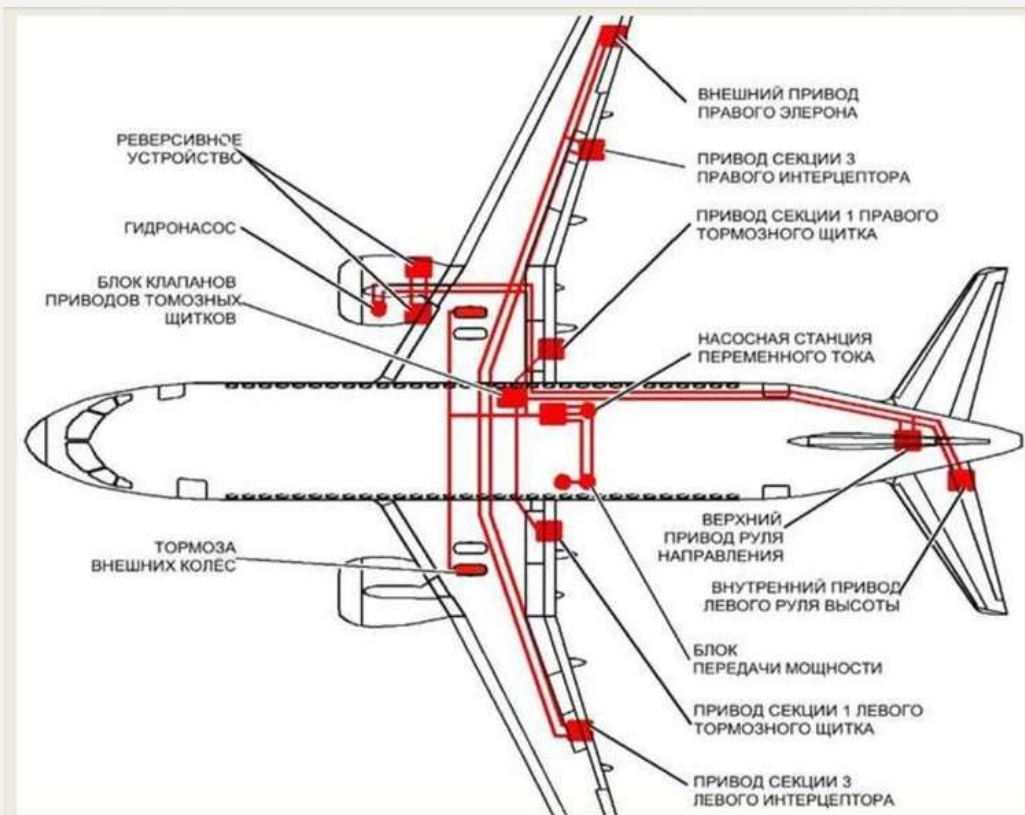 РЕВЕРСИВНОЕ
УСТРОЙСТВО
ГИДРОНАСОС
БЛОК КЛАПАНОВ
ПРИВОДОВ ТОМОЗНЫХ
ЩИТКОВ
ТОРМОЗА
ВНЕШНИХ КОЛЕС
ВНЕШНИЙ ПРИВОД
ПРАВОГО ЭЛЕРОНА
ПРИВОД СЕКЦИИ 3
ПРАВОГО ИНТЕРЦЕПТОРА
ПРИВОД СЕКЦИИ 1 ПРАВОГО
ТОРМОЗНОГО ЩИТКА
НАСОСНАЯ СТАНЦИЯ
ПЕРЕМЕННОГО ТОКА
ВЕРХНИЙ
ПРИВОД РУЛЯ
НАПРАВЛЕНИЯ
ВНУТРЕННИЙ ПРИВОД
ЛЕВОГО РУЛЯ ВЫСОТЫ
БЛОК
ПЕРЕДАЧИ МОЩНОСТИ
ПРИВОД СЕКЦИИ 1 ЛЕВОГО
ТОРМОЗНОГО ЩИТКА
ПРИВОД СЕКЦИИ 3
ЛЕВОГО ИНТЕРЦЕПТОРА